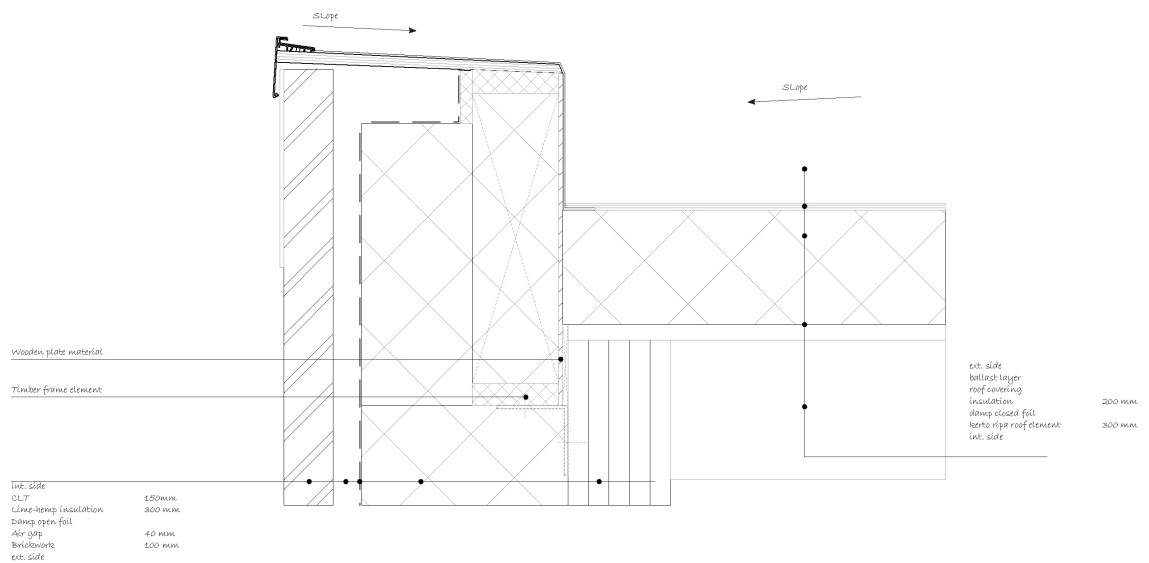 SLope
SLope
Wooden plate material
Timber frame element
ext. side
ballast layer
roof covering
insulation 200 mm
damp closed foil
kerto ripa roof element 300 mm
int. side
int. side
CLT 150mm
Lime-hemp insulation 300 mm
Damp open foil
Air gap 40 mm
Brickwork 100 mm
ext. side